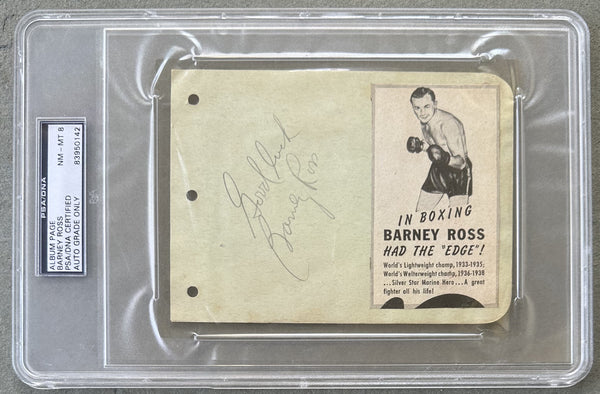 PSA/DNA
ALBUM PAGE
BARNEY ROSS
PSA/DNA CERTIFIED
AUTO GRADE ONLY
NM - MT 8
83950142
Good luck
Barney Ross
IN BOXING
BARNEY ROSS
HAD THE "EDGE"!
World's Lightweight champ, 1933-1935;
World's Welterweight champ, 1936-1938
...Silver Star Marine Hero...A great
fighter all his life!